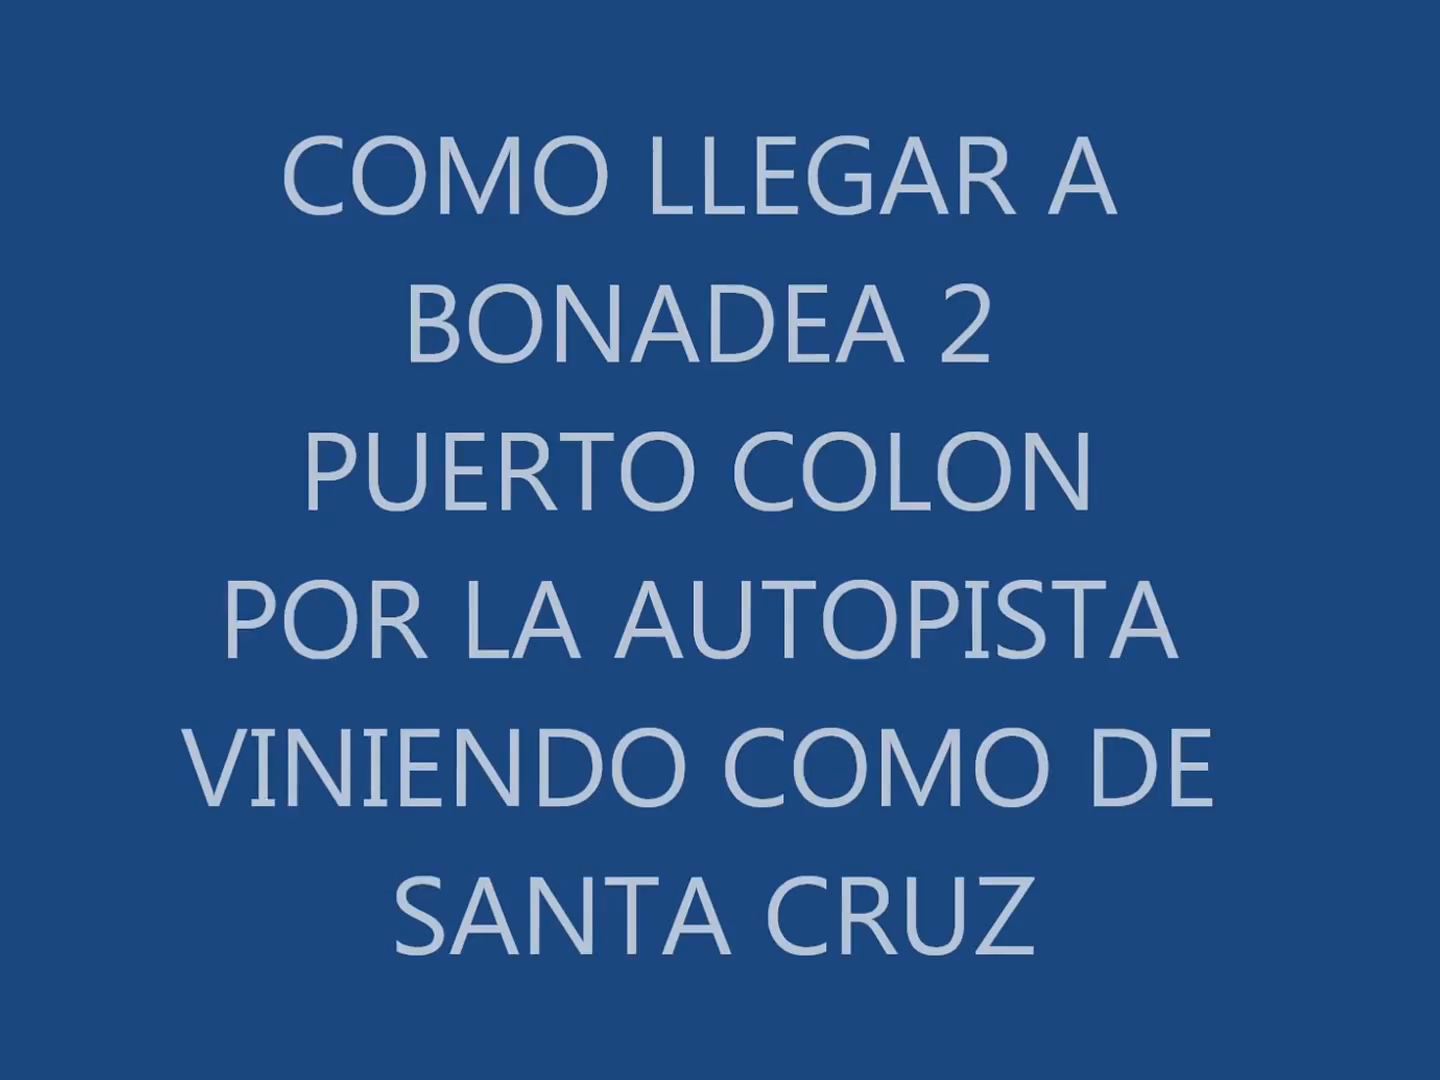 COMO LLEGAR A
BONADEA 2
PUERTO COLON
POR LA AUTOPISTA
VINIENDO COMO DE
SANTA CRUZ